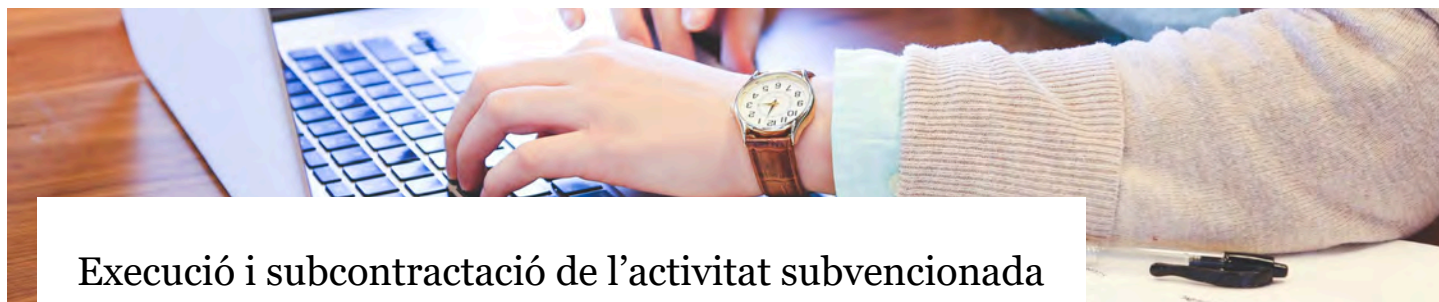 Execució i subcontractació de l’activitat subvencionada